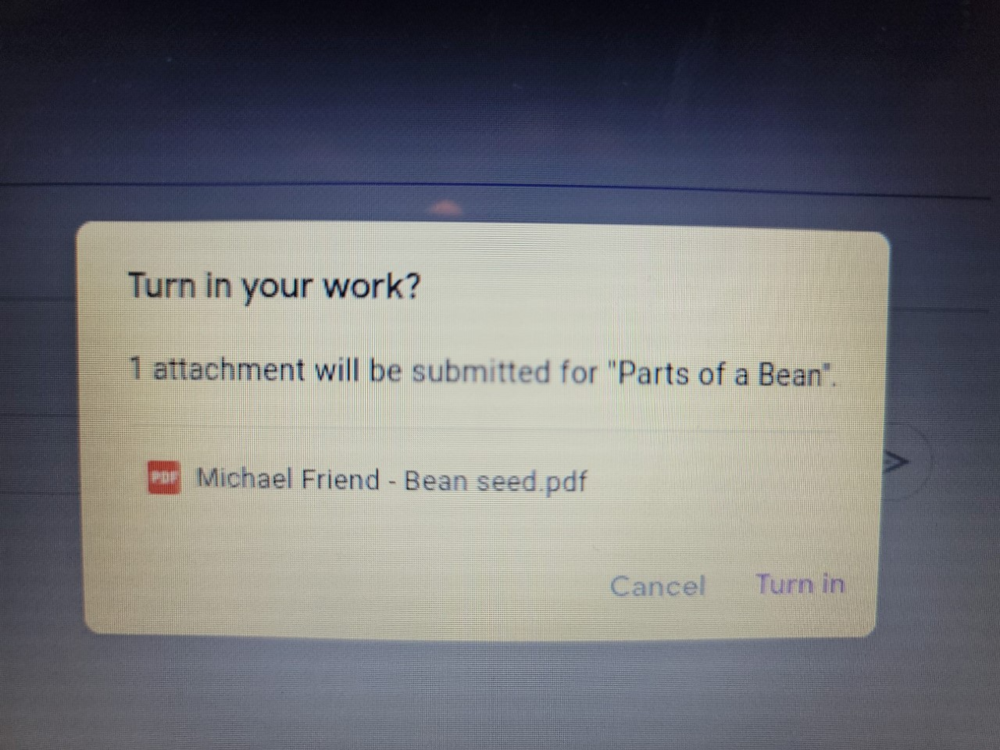 Turn in your work?
1 attachment will be submitted for "Parts of a Bean".
PDF Michael Friend - Bean seed.pdf
Cancel Turn in